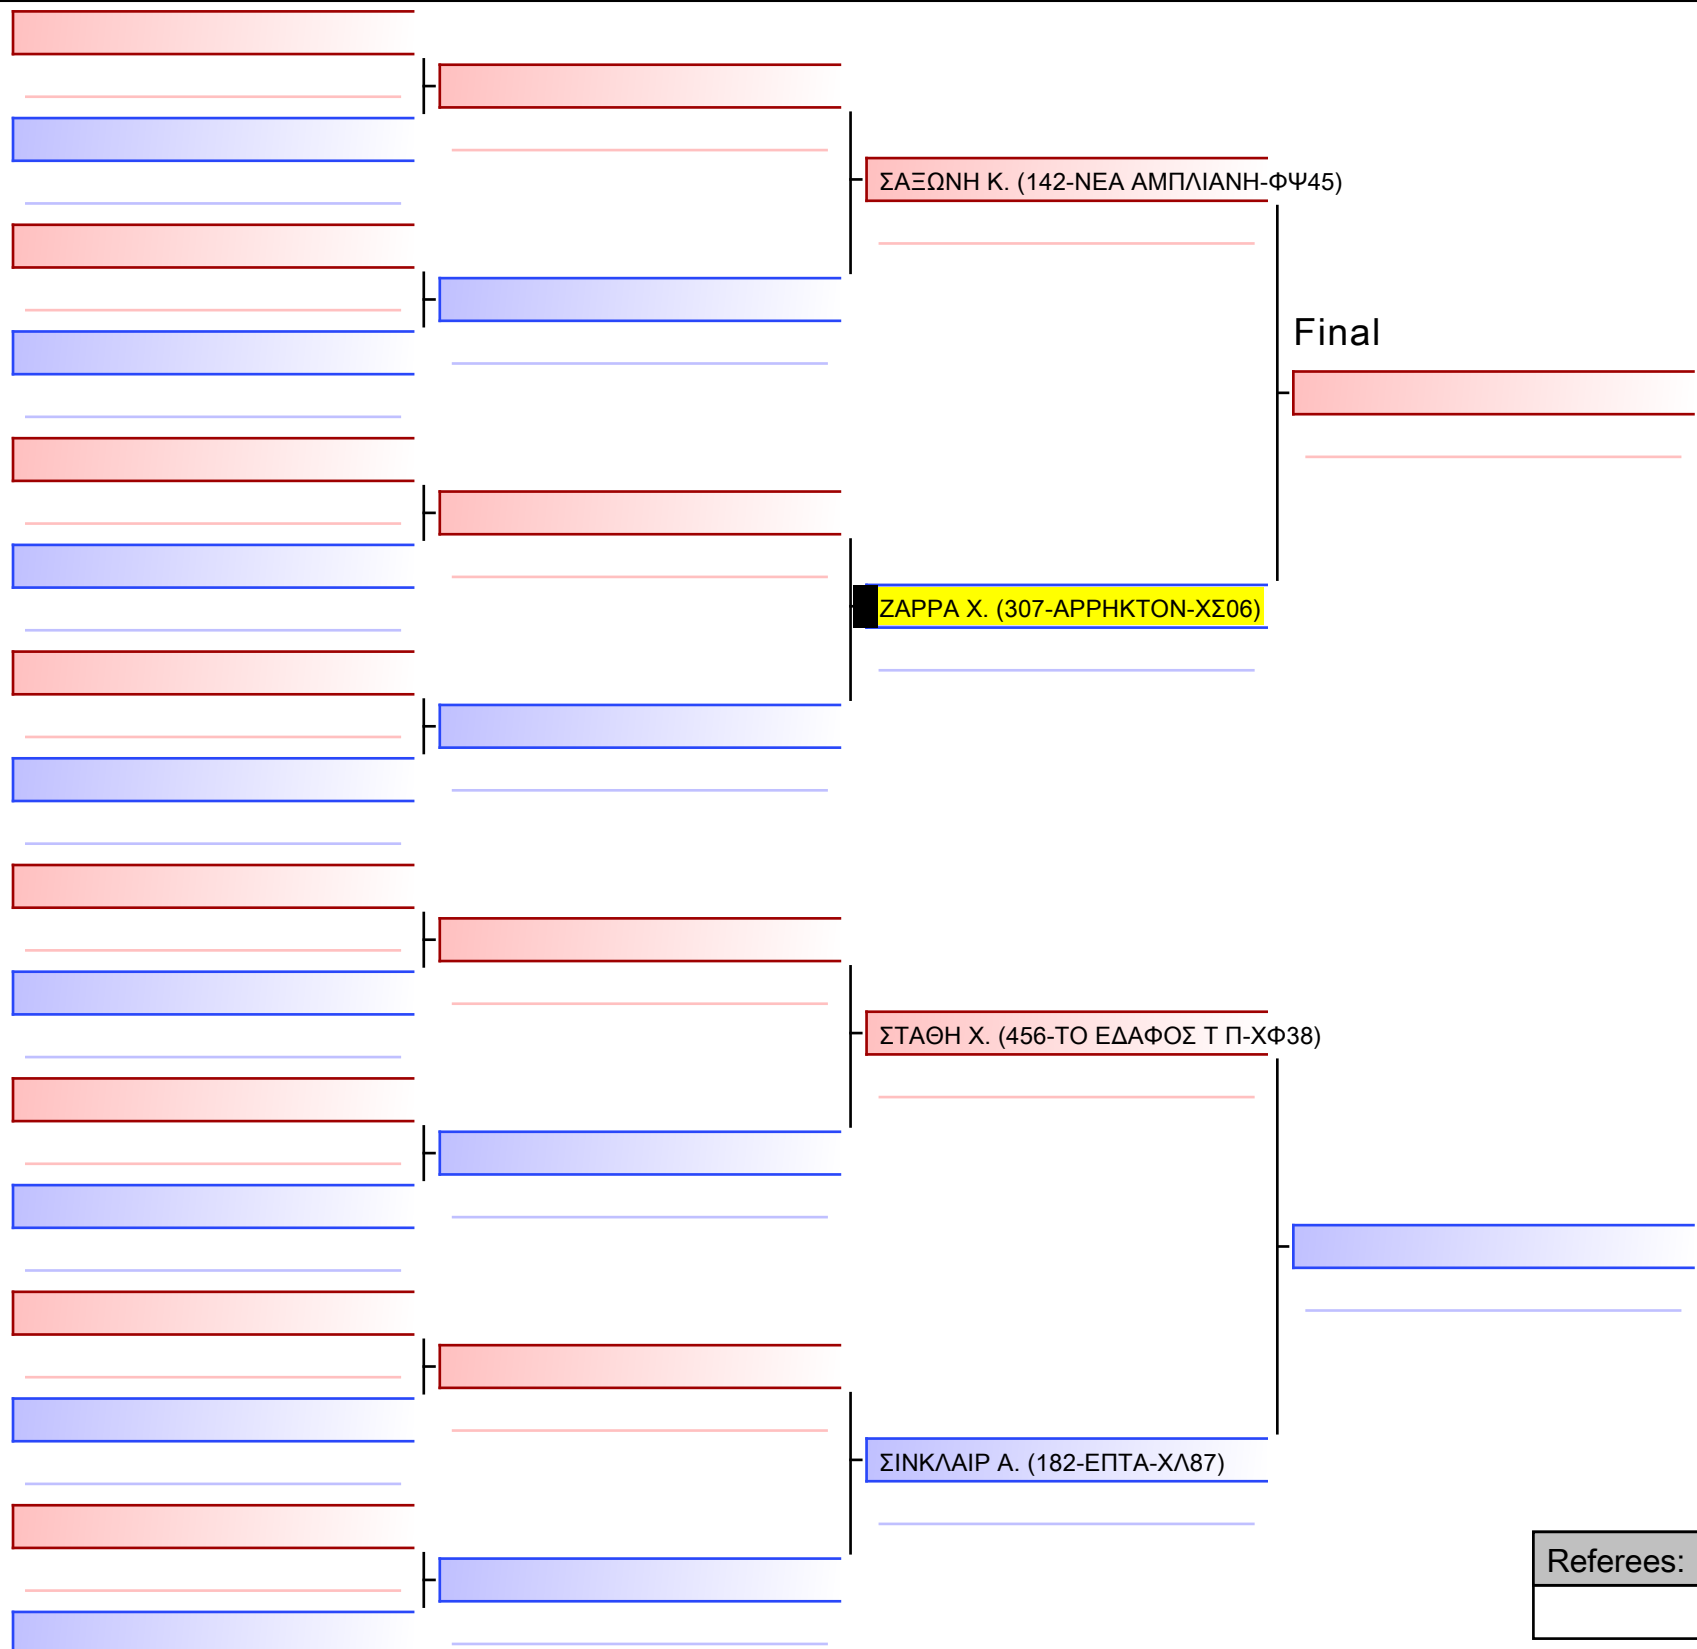 ΣΑΞΩΝΗ Κ. (142-ΝΕΑ ΑΜΠΛΙΑΝΗ-ΦΨ45)
Final
ΖΑΡΡΑ Χ. (307-ΑΡΡΗΚΤΟΝ-ΧΣ06)
ΣΤΑΘΗ Χ. (456-ΤΟ ΕΔΑΦΟΣ Τ Π-ΧΦ38)
ΣΙΝΚΛΑΙΡ Α. (182-ΕΠΤΑ-ΧΛ87)
Referees: